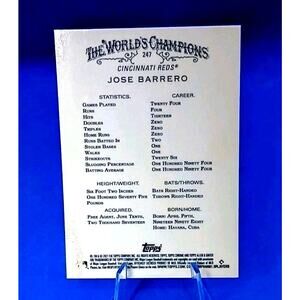 THE WORLD'S CHAMPIONS
247
CINCINNATI REDS®
JOSE BARRERO
STATISTICS. CAREER.
GAMES PLAYED TWENTY FOUR
RUNS FOUR
HITS THIRTEEN
DOUBLES ZERO
TRIPLES ZERO
HOME RUNS ZERO
RUNS BATTED IN TWO
STOLEN BASES ONE
WALKS ONE
STRIKEOUTS TWENTY SIX
SLUGGING PERCENTAGE ONE HUNDRED NINETY FOUR
BATTING AVERAGE ONE HUNDRED NINETY FOUR
HEIGHT/WEIGHT. BATS/THROWS.
SIX FOOT TWO INCHES BATS RIGHT-HANDED
ONE HUNDRED SEVENTY FIVE THROWS RIGHT-HANDED
POUNDS
ACQUIRED. BORN/HOME.
FREE AGENT, JUNE TENTH, BORN: APRIL FIFTH,
TWO THOUSAND SEVENTEEN NINETEEN NINETY EIGHT
HOME: HAVANA, CUBA
Topps